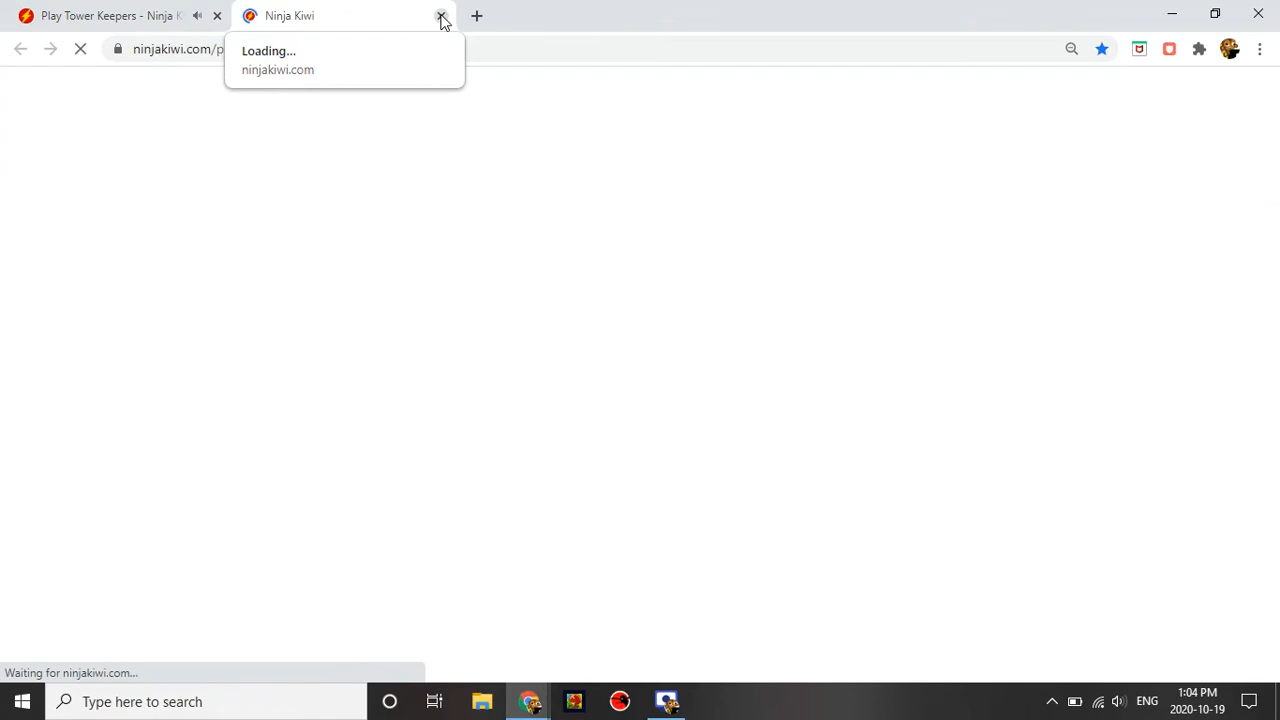 Play Tower Keepers - Ninja K
Ninja Kiwi
ninjakiwi.com/p
Loading...
ninjakiwi.com
Waiting for ninjakiwi.com...
Type here to search
ENG
1:04 PM
2020-10-19